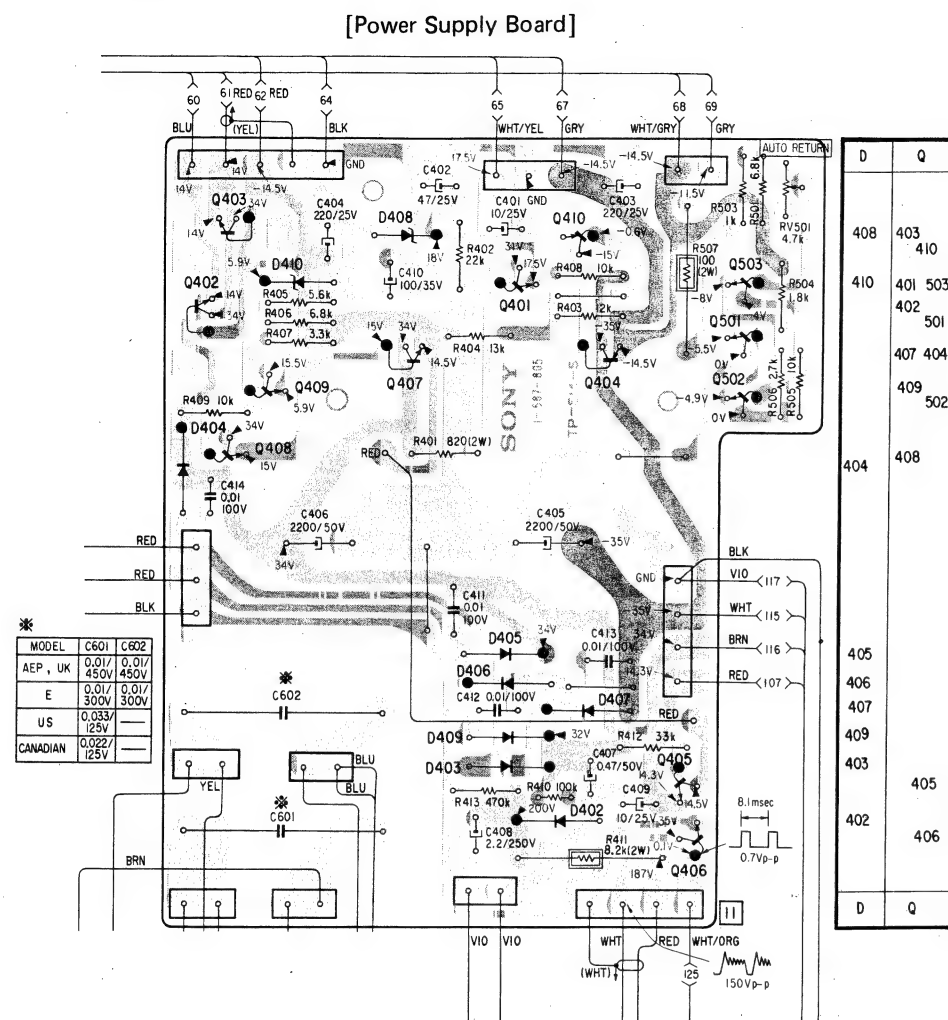 [Power Supply Board]
60
61
RED
62
RED
64
65
67
68
69
BLU
(YEL)
BLK
WHT/YEL
GRY
WHT/GRY
GRY
AUTO RETURN
14V
14V
-14.5V
GND
17.5V
GND
-14.5V
-14.5V
-11.5V
C402
47/25V
C401
10/25V
C403
220/25V
R503
1k
R501
6.8k
RV501
4.7k
Q403
34V
14V
C404
220/25V
D408
18V
R402
22k
Q410
-0.6V
-15V
R507
100
(2W)
-8V
Q503
R504
1.8k
4V
5.9V
D410
C410
100/35V
34V
17.5V
Q401
R408
10k
Q402
14V
34V
R405
5.6k
R406
6.8k
R407
3.3k
R403
12k
-35V
Q501
-5.5V
0V
15V
34V
14.5V
R404
13k
-14.5V
Q407
Q404
Q502
-4.9V
0V
R506
2.7k
R505
10k
15.5V
Q409
5.9V
R409
10k
D404
34V
Q408
15V
RED
R401
820(2W)
SONY
1-587-805
C414
0.01
100V
C406
2200/50V
34V
C405
2200/50V
-35V
RED
RED
BLK
GND
BLK
VIO
117
WHT
115
BRN
116
RED
107
35V
34V
14.3V
C411
0.01
100V
D405
34V
C413
0.01/100V
D406
C412
0.01/100V
D407
RED
※
MODEL C601 C602
AEP, UK 0.01/450V 0.01/450V
E 0.01/300V 0.01/300V
US 0.033/125V —
CANADIAN 0.022/125V —
※
C602
D409
32V
R412
33k
D403
C407
0.47/50V
Q405
14.3V
14.5V
YEL
BLU
BLU
R413
470k
R410
100k
200V
D402
C409
10/25V
35V
※
C601
C408
2.2/250V
R411
8.2k(2W)
187V
0.1V
Q406
8.1msec
0.7Vp-p
BRN
11
VIO
VIO
WHT
RED
WHT/ORG
(WHT)
125
150Vp-p
D Q
408 403
410
410 401 503
402
501
407 404
409
502
404 408
405
406
407
409
403
405
402
406
D Q